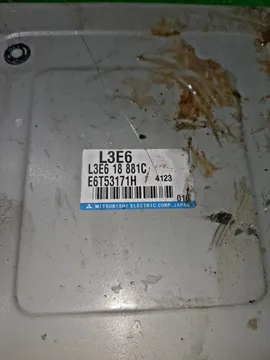 L3E6
L3E6 18 881C
E6T53171H 4123
MITSUBISHI ELECTRIC CORP. JAPAN